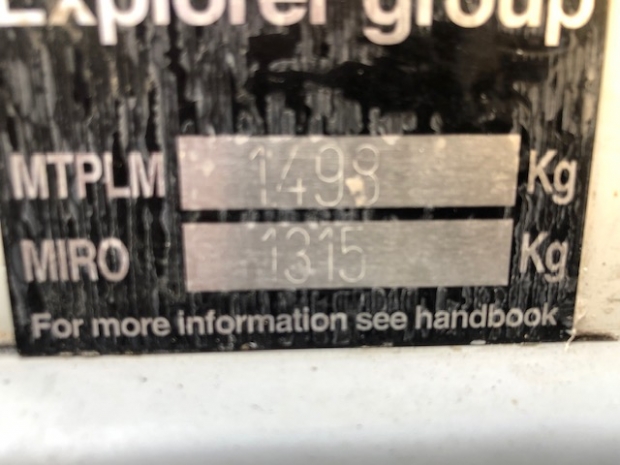 Explorer group
MTPLM 1498 Kg
MIRO 1315 Kg
For more information see handbook